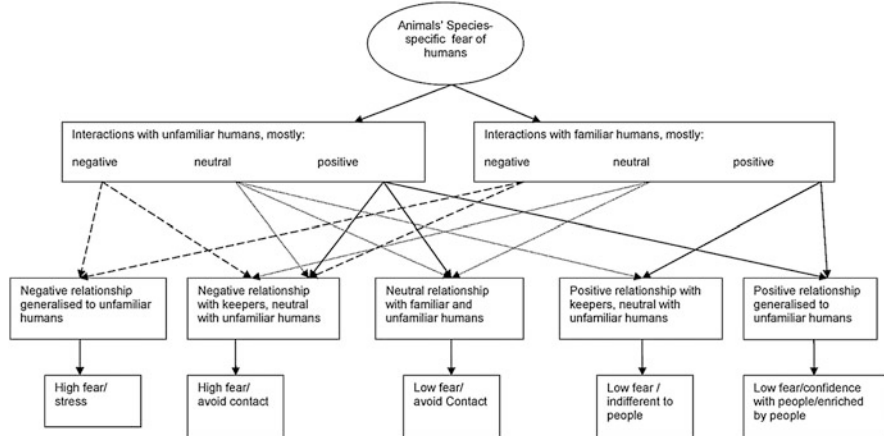 Animals' Species-
specific fear of
humans
Interactions with unfamiliar humans, mostly:
negative neutral positive
Interactions with familiar humans, mostly:
negative neutral positive
Negative relationship
generalised to unfamiliar
humans
Negative relationship
with keepers, neutral
with unfamiliar humans
Neutral relationship
with familiar and
unfamiliar humans
Positive relationship with
keepers, neutral with
unfamiliar humans
Positive relationship
generalised to
unfamiliar humans
High fear/
stress
High fear/
avoid contact
Low fear/
avoid Contact
Low fear /
indifferent to
people
Low fear/confidence
with people/enriched
by people